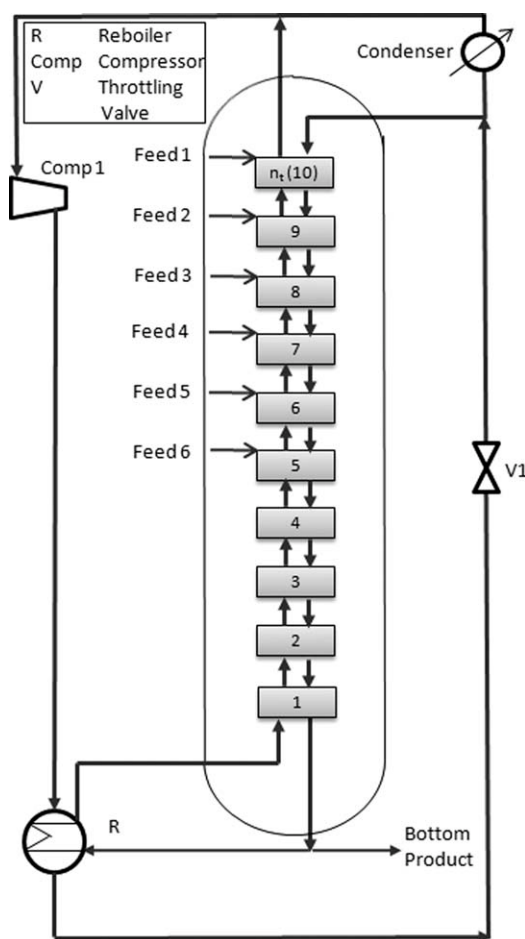 R Reboiler
Comp Compressor
V Throttling
Valve
Condenser
Comp 1
Feed 1
nt (10)
Feed 2
9
Feed 3
8
Feed 4
7
Feed 5
6
Feed 6
5
V1
4
3
2
1
R
Bottom
Product